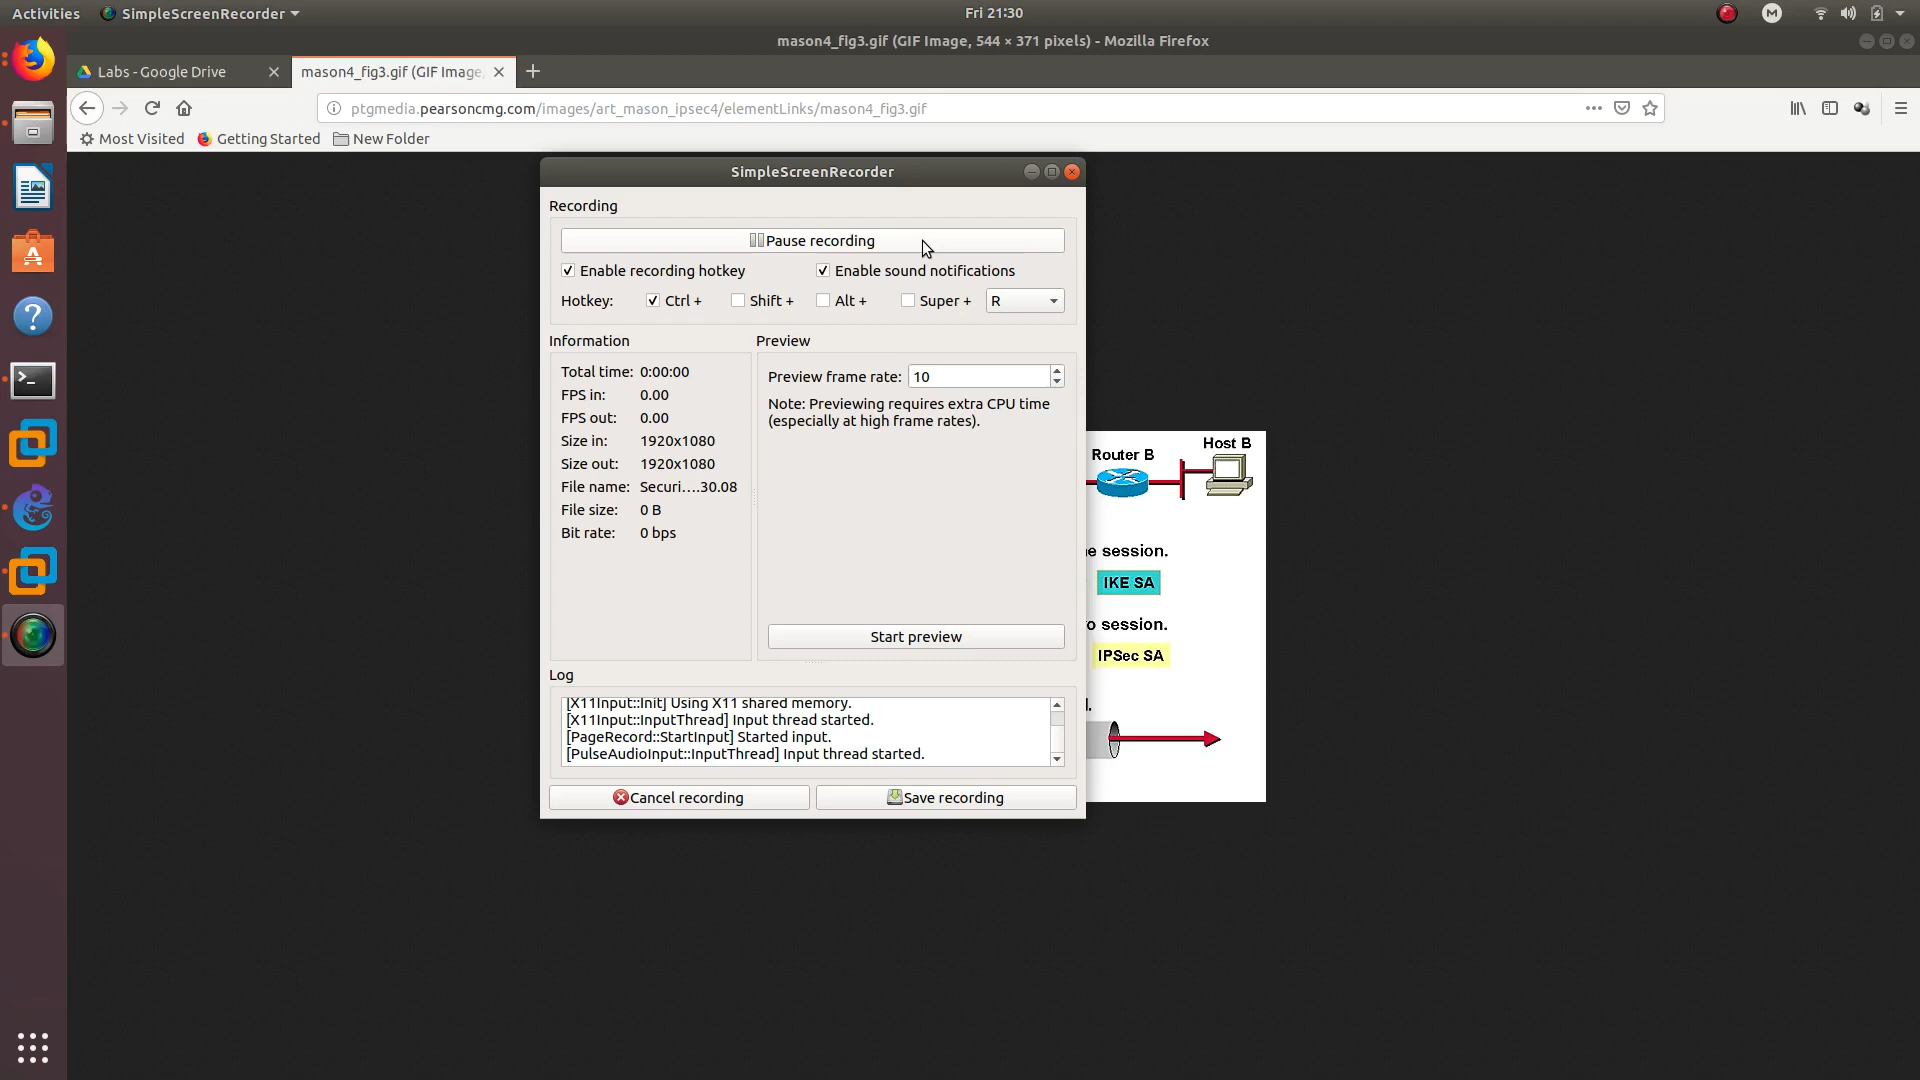 Activities
SimpleScreenRecorder
Fri 21:30
M
mason4_fig3.gif (GIF Image, 544 × 371 pixels) - Mozilla Firefox
Labs - Google Drive
mason4_fig3.gif (GIF Image,
ptgmedia.pearsoncmg.com/images/art_mason_ipsec4/elementLinks/mason4_fig3.gif
Most Visited
Getting Started
New Folder
SimpleScreenRecorder
Recording
Pause recording
Enable recording hotkey
Enable sound notifications
Hotkey:
Ctrl +
Shift +
Alt +
Super +
R
Information
Total time: 0:00:00
FPS in: 0.00
FPS out: 0.00
Size in: 1920x1080
Size out: 1920x1080
File name: Securi....30.08
File size: 0 B
Bit rate: 0 bps
Preview
Preview frame rate: 10
Note: Previewing requires extra CPU time
(especially at high frame rates).
Start preview
Log
[X11Input::Init] Using X11 shared memory.
[X11Input::InputThread] Input thread started.
[PageRecord::StartInput] Started input.
[PulseAudioInput::InputThread] Input thread started.
Cancel recording
Save recording
Router B
Host B
session.
IKE SA
session.
IPSec SA